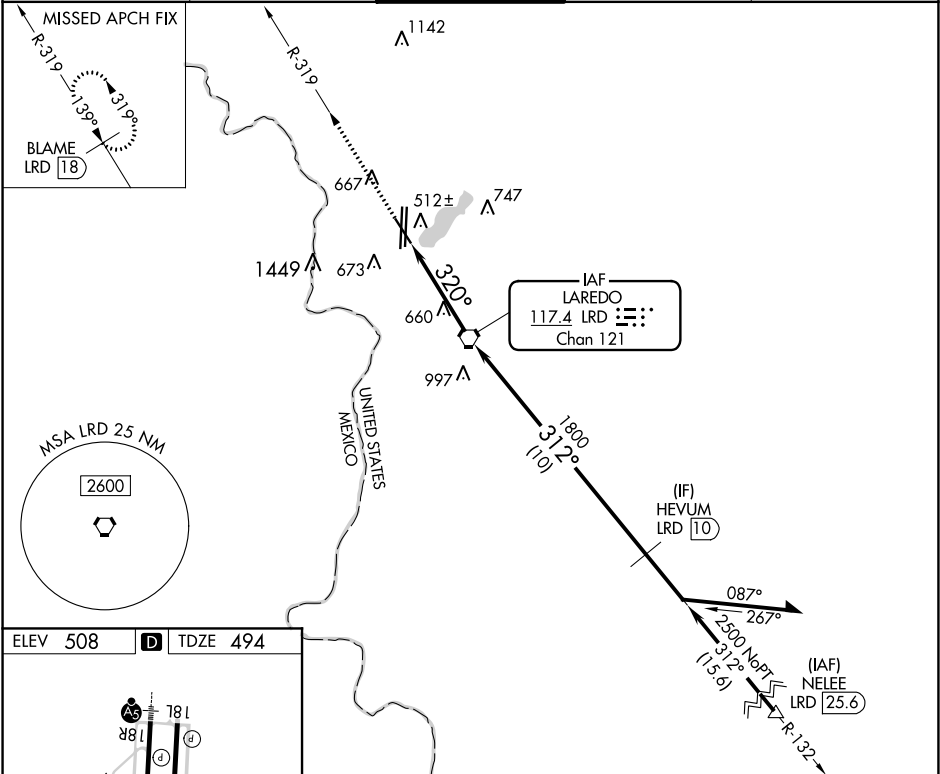 MISSED APCH FIX
R-319
139°
319°
BLAME
LRD 18
R-319
1142
667
512±
747
1449
673
320°
660
997
IAF
LAREDO
117.4 LRD
Chan 121
UNITED STATES
MEXICO
1800
312°
(10)
(IF)
HEVUM
LRD 10
087°
267°
2500 NoPT
312°
(15.6)
(IAF)
NELEE
LRD 25.6
R-132
MSA LRD 25 NM
2600
ELEV 508 D TDZE 494
A5
18R
18L
P
P